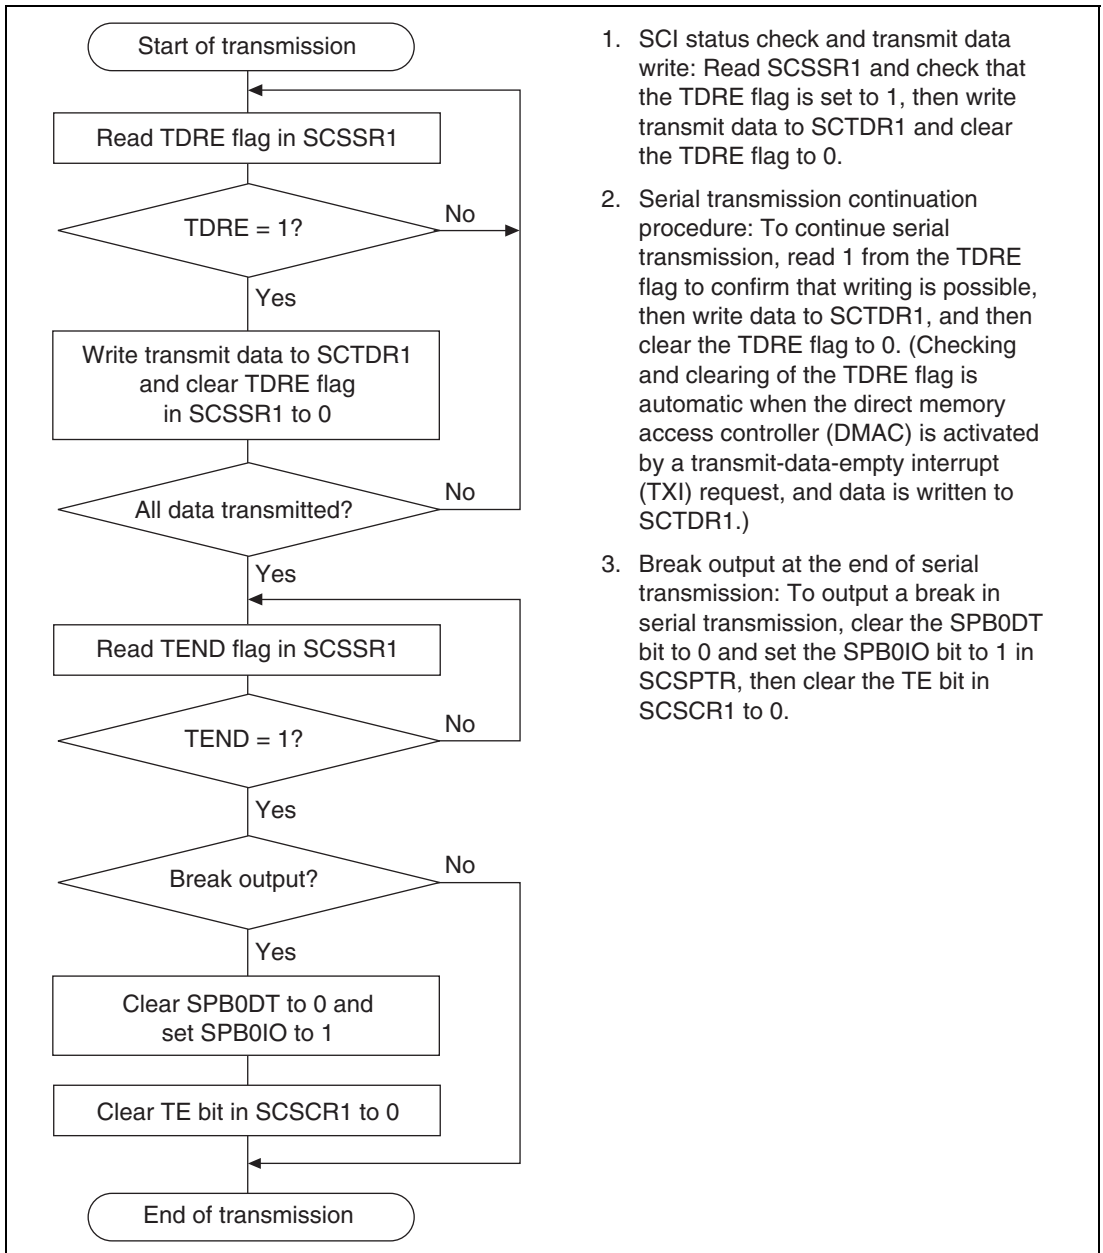 Start of transmission
Read TDRE flag in SCSSR1
TDRE = 1?
No
Yes
Write transmit data to SCTDR1
and clear TDRE flag
in SCSSR1 to 0
All data transmitted?
No
Yes
Read TEND flag in SCSSR1
TEND = 1?
No
Yes
Break output?
No
Yes
Clear SPB0DT to 0 and
set SPB0IO to 1
Clear TE bit in SCSCR1 to 0
End of transmission
1. SCI status check and transmit data
write: Read SCSSR1 and check that
the TDRE flag is set to 1, then write
transmit data to SCTDR1 and clear
the TDRE flag to 0.
2. Serial transmission continuation
procedure: To continue serial
transmission, read 1 from the TDRE
flag to confirm that writing is possible,
then write data to SCTDR1, and then
clear the TDRE flag to 0. (Checking
and clearing of the TDRE flag is
automatic when the direct memory
access controller (DMAC) is activated
by a transmit-data-empty interrupt
(TXI) request, and data is written to
SCTDR1.)
3. Break output at the end of serial
transmission: To output a break in
serial transmission, clear the SPB0DT
bit to 0 and set the SPB0IO bit to 1 in
SCSPTR, then clear the TE bit in
SCSCR1 to 0.